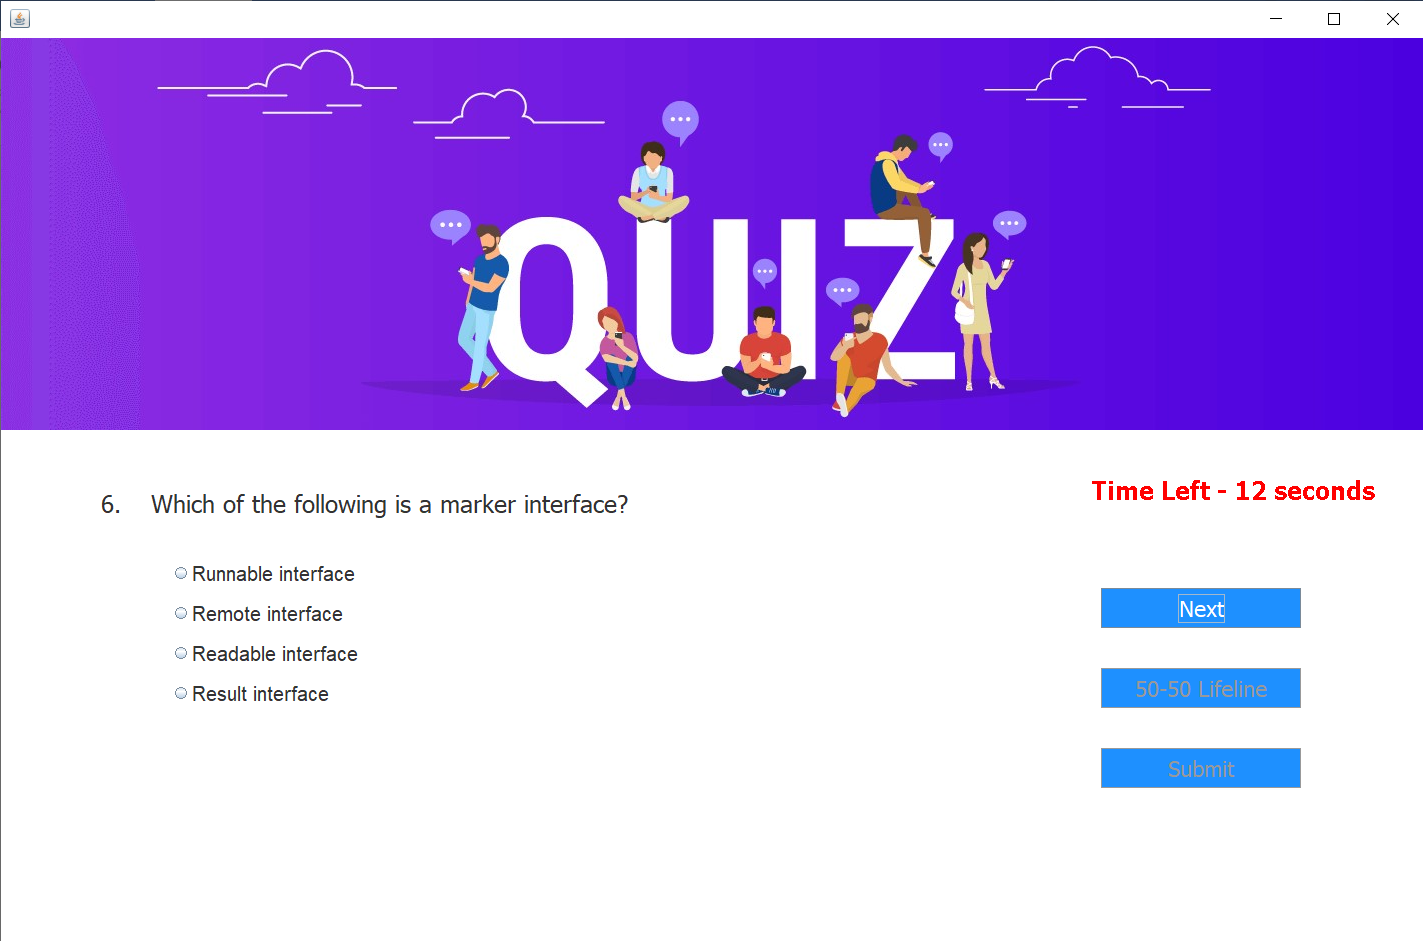 QUIZ
6. Which of the following is a marker interface?
Time Left - 12 seconds
Runnable interface
Remote interface
Readable interface
Result interface
Next
50-50 Lifeline
Submit